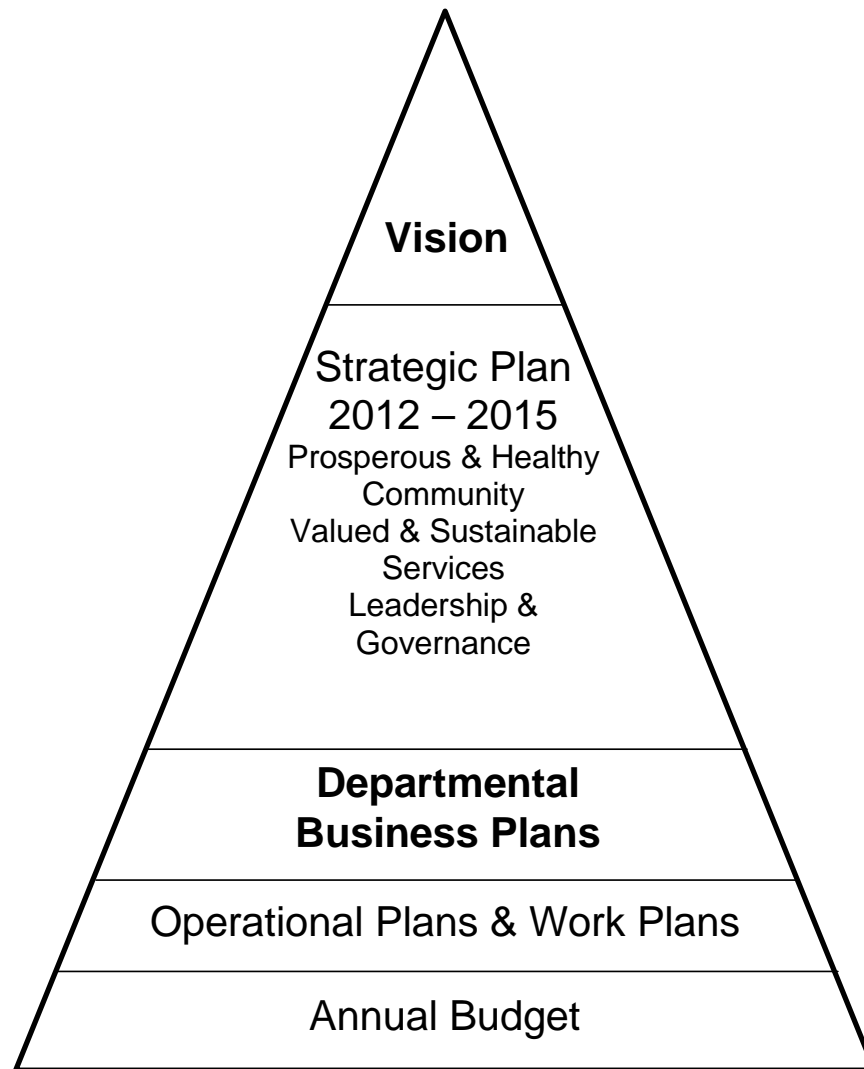 Vision
Strategic Plan
2012 – 2015
Prosperous & Healthy
Community
Valued & Sustainable
Services
Leadership &
Governance
Departmental
Business Plans
Operational Plans & Work Plans
Annual Budget